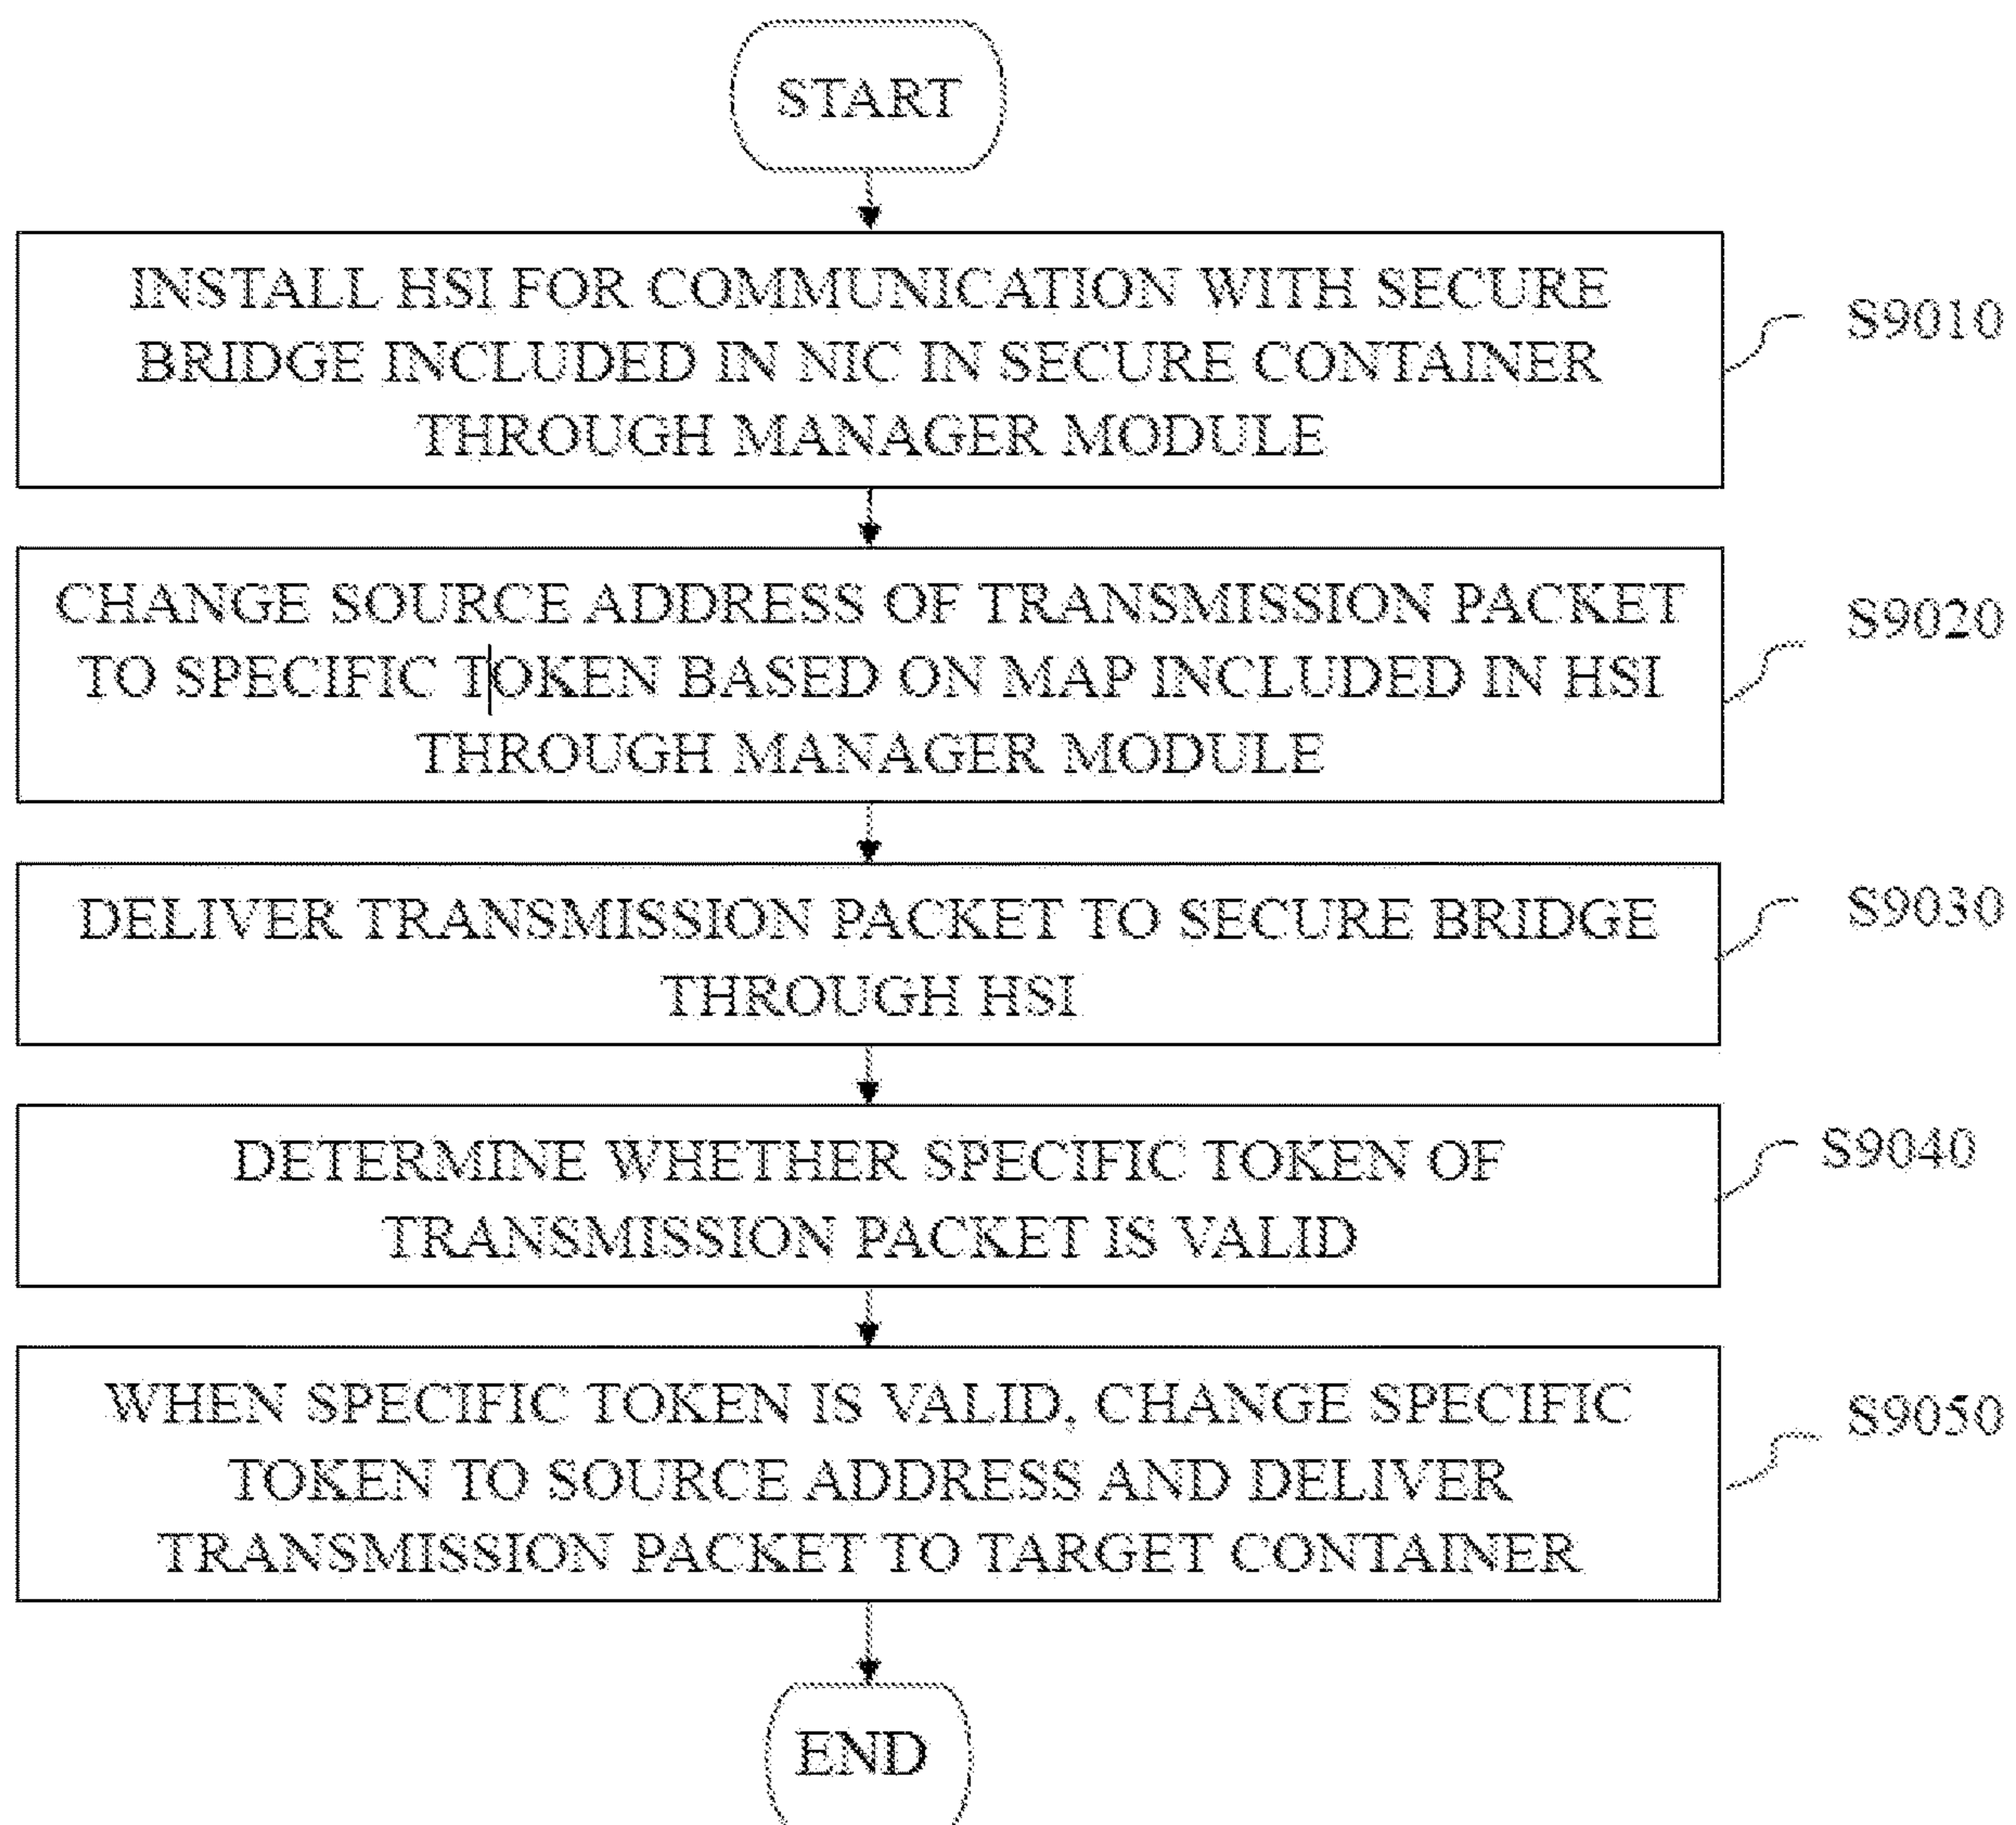 START
INSTALL HSI FOR COMMUNICATION WITH SECURE
BRIDGE INCLUDED IN NIC IN SECURE CONTAINER
THROUGH MANAGER MODULE
S9010
CHANGE SOURCE ADDRESS OF TRANSMISSION PACKET
TO SPECIFIC TOKEN BASED ON MAP INCLUDED IN HSI
THROUGH MANAGER MODULE
S9020
DELIVER TRANSMISSION PACKET TO SECURE BRIDGE
THROUGH HSI
S9030
DETERMINE WHETHER SPECIFIC TOKEN OF
TRANSMISSION PACKET IS VALID
S9040
WHEN SPECIFIC TOKEN IS VALID, CHANGE SPECIFIC
TOKEN TO SOURCE ADDRESS AND DELIVER
TRANSMISSION PACKET TO TARGET CONTAINER
S9050
END